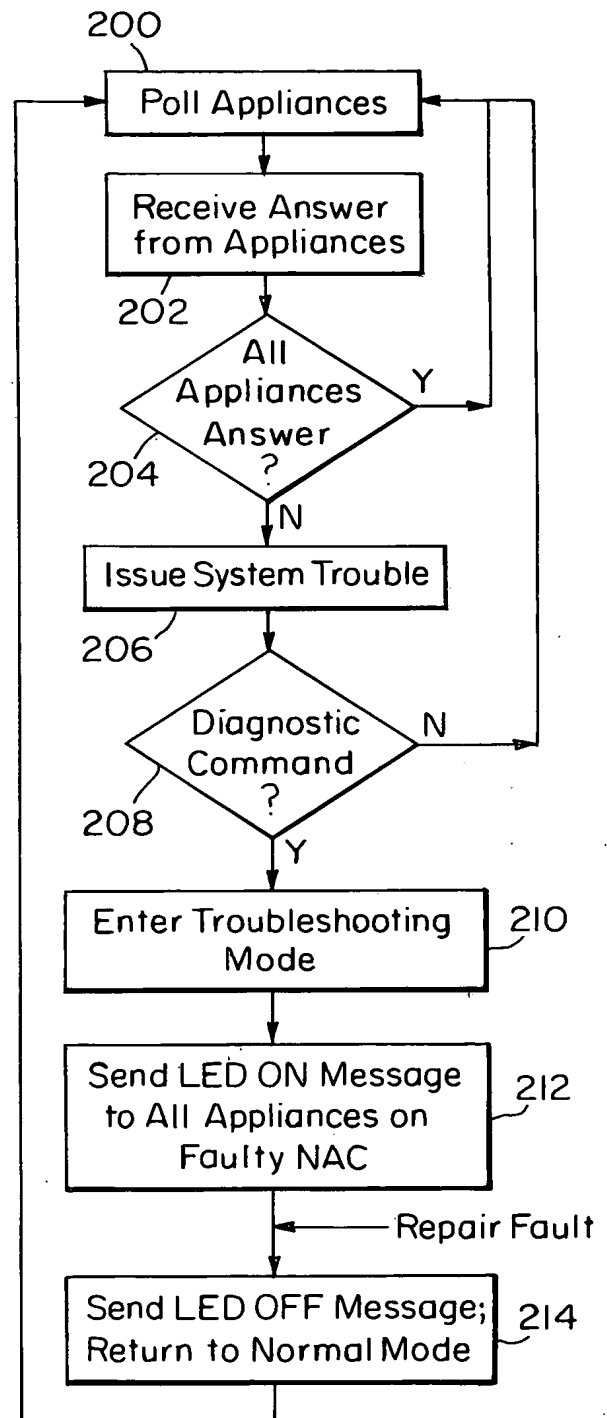 200
Poll Appliances
Receive Answer
from Appliances
202
All
Appliances
Answer
?
Y
204
N
Issue System Trouble
206
Diagnostic
Command
?
N
208
Y
Enter Troubleshooting
Mode
210
Send LED ON Message
to All Appliances on
Faulty NAC
212
Repair Fault
Send LED OFF Message;
Return to Normal Mode
214